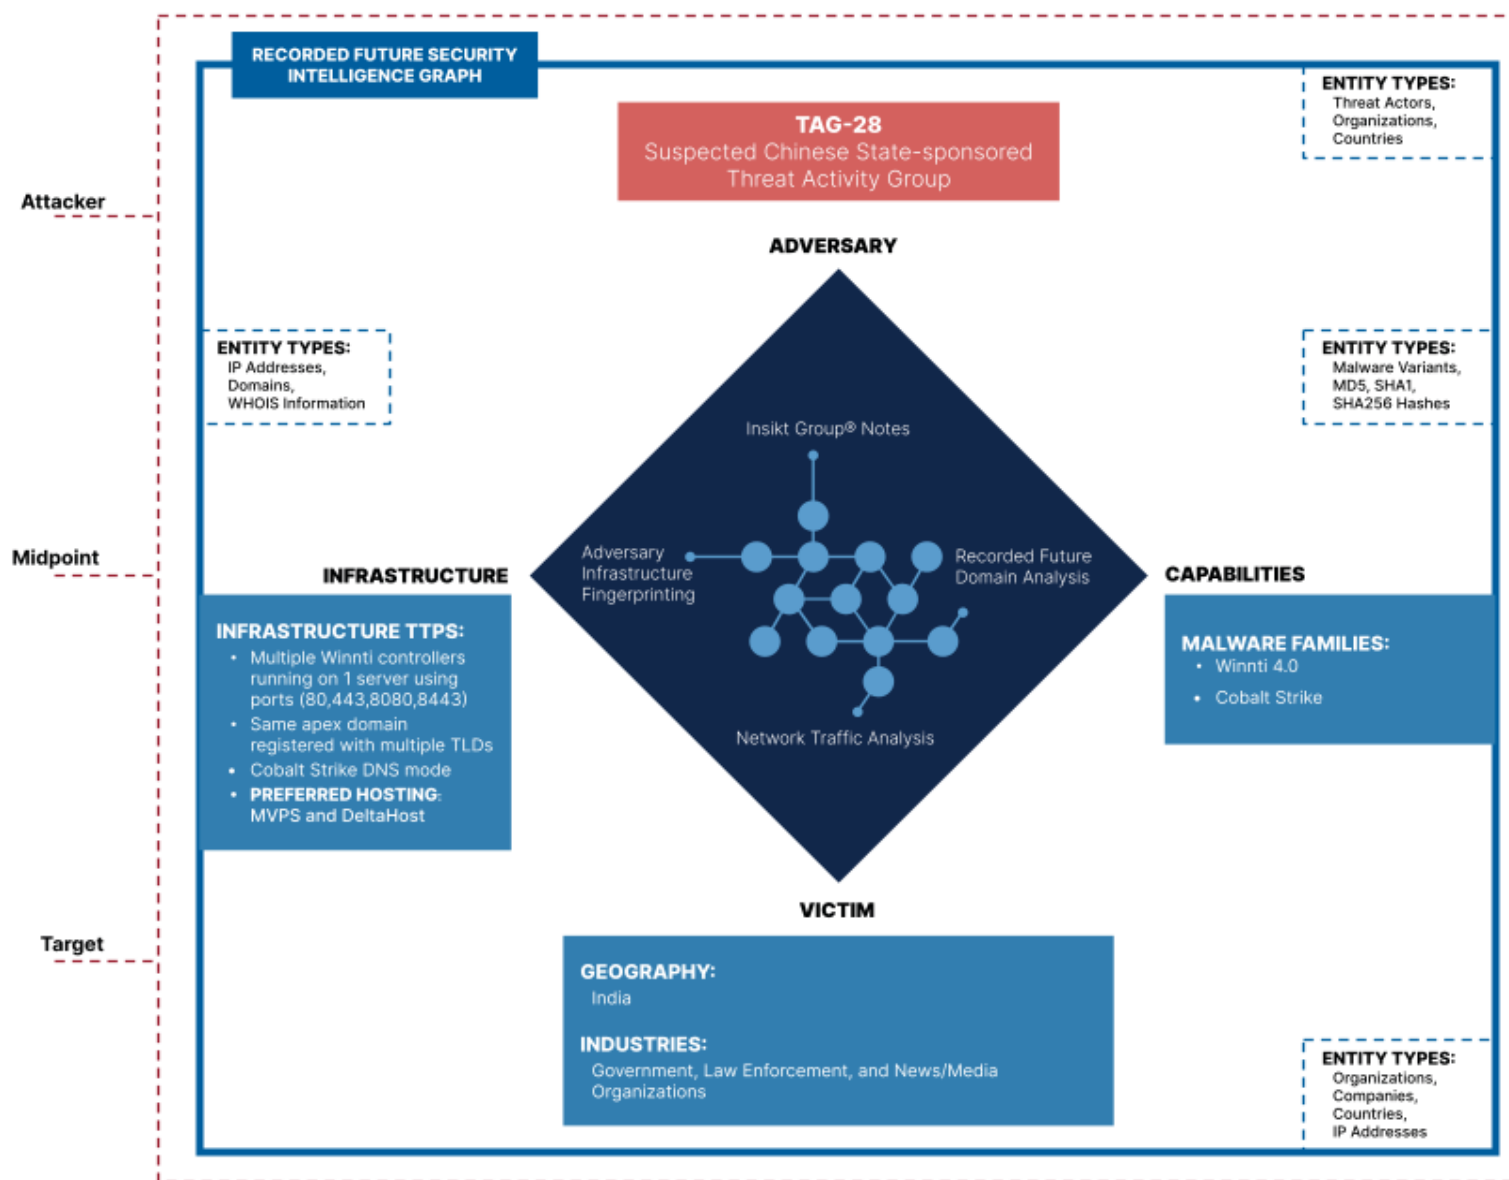 RECORDED FUTURE SECURITY
INTELLIGENCE GRAPH
ENTITY TYPES:
Threat Actors,
Organizations,
Countries
TAG-28
Suspected Chinese State-sponsored
Threat Activity Group
Attacker
ADVERSARY
ENTITY TYPES:
IP Addresses,
Domains,
WHOIS Information
ENTITY TYPES:
Malware Variants,
MD5, SHA1,
SHA256 Hashes
Insikt Group® Notes
Adversary
Infrastructure
Fingerprinting
Recorded Future
Domain Analysis
Network Traffic Analysis
Midpoint
INFRASTRUCTURE
INFRASTRUCTURE TTPS:
• Multiple Winnti controllers
running on 1 server using
ports (80,443,8080,8443)
• Same apex domain
registered with multiple TLDs
• Cobalt Strike DNS mode
• PREFERRED HOSTING:
MVPS and DeltaHost
CAPABILITIES
MALWARE FAMILIES:
• Winnti 4.0
• Cobalt Strike
VICTIM
Target
GEOGRAPHY:
India
INDUSTRIES:
Government, Law Enforcement, and News/Media
Organizations
ENTITY TYPES:
Organizations,
Companies,
Countries,
IP Addresses